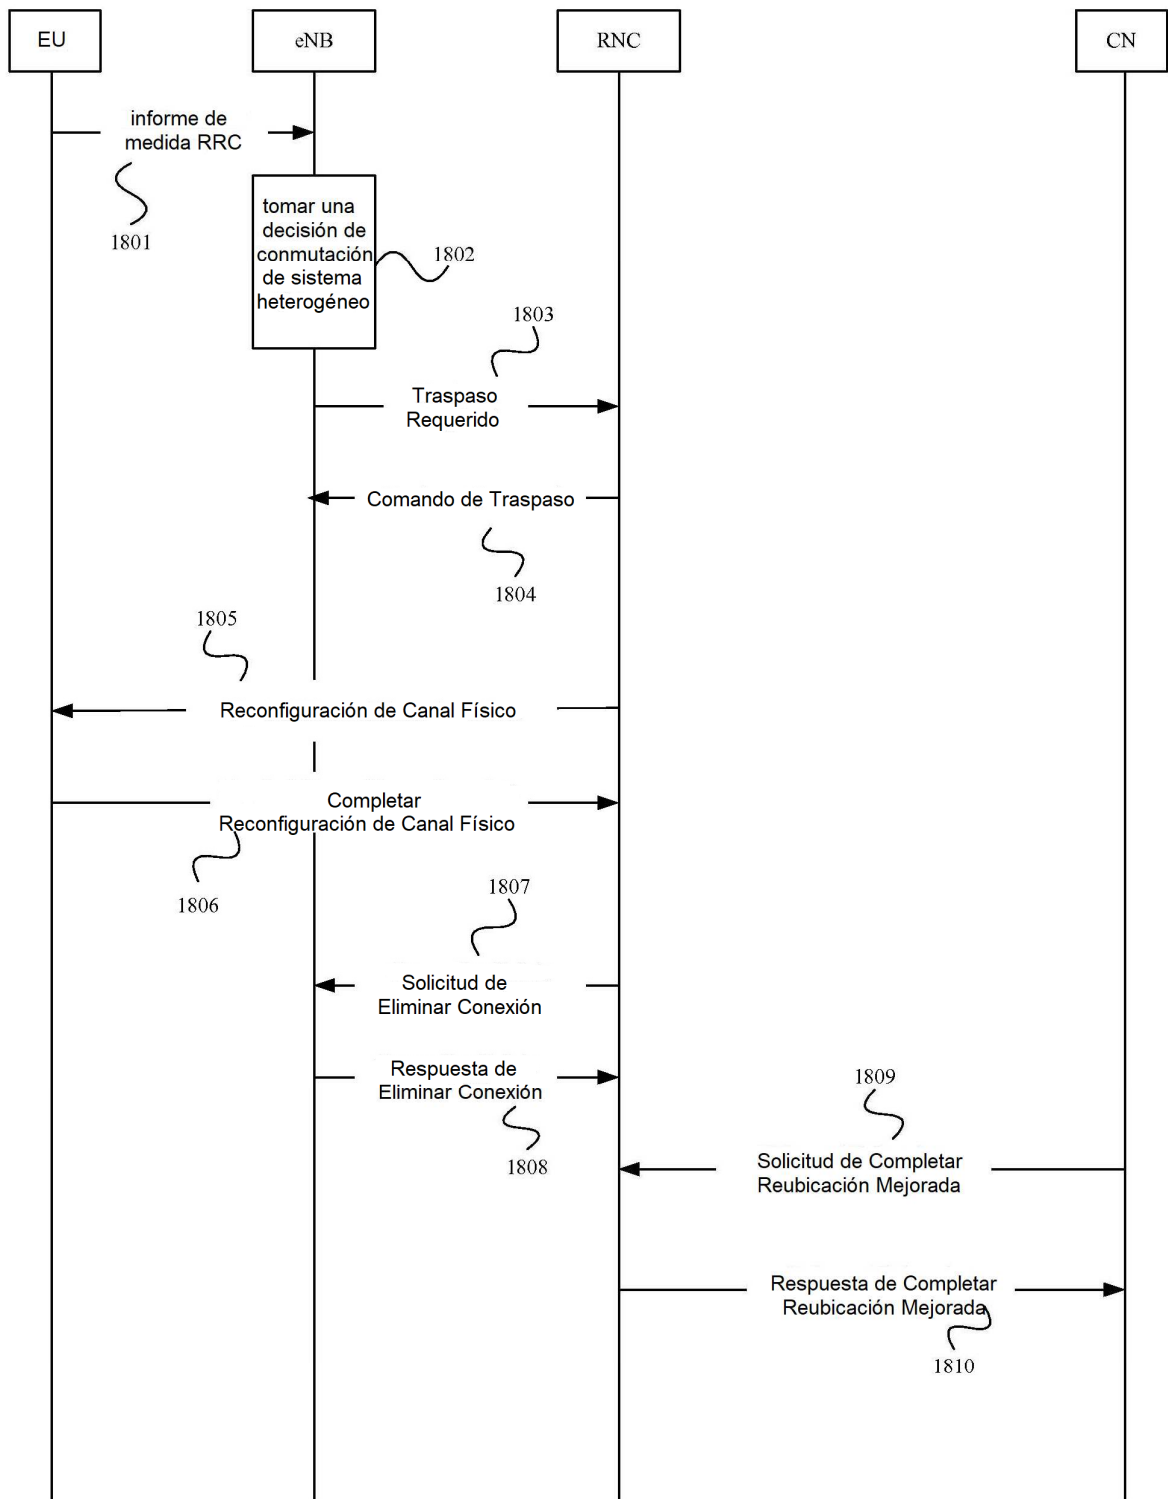 EU
eNB
RNC
CN
informe de
medida RRC
1801
tomar una
decisión de
conmutación
de sistema
heterogéneo
1802
1803
Traspaso
Requerido
Comando de Traspaso
1804
1805
Reconfiguración de Canal Físico
Completar
Reconfiguración de Canal Físico
1806
1807
Solicitud de
Eliminar Conexión
Respuesta de
Eliminar Conexión
1808
1809
Solicitud de Completar
Reubicación Mejorada
Respuesta de Completar
Reubicación Mejorada
1810